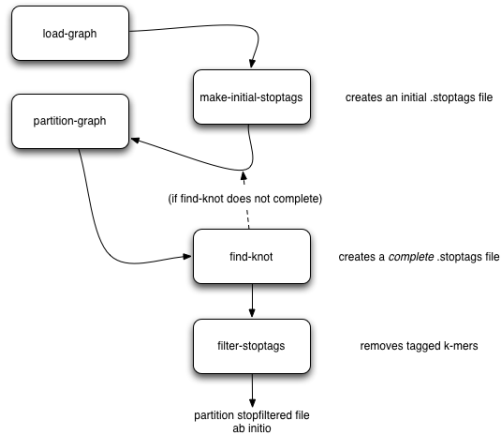 load-graph
make-initial-stoptags
creates an initial .stoptags file
partition-graph
(if find-knot does not complete)
find-knot
creates a complete .stoptags file
filter-stoptags
removes tagged k-mers
partition stopfiltered file
ab initio